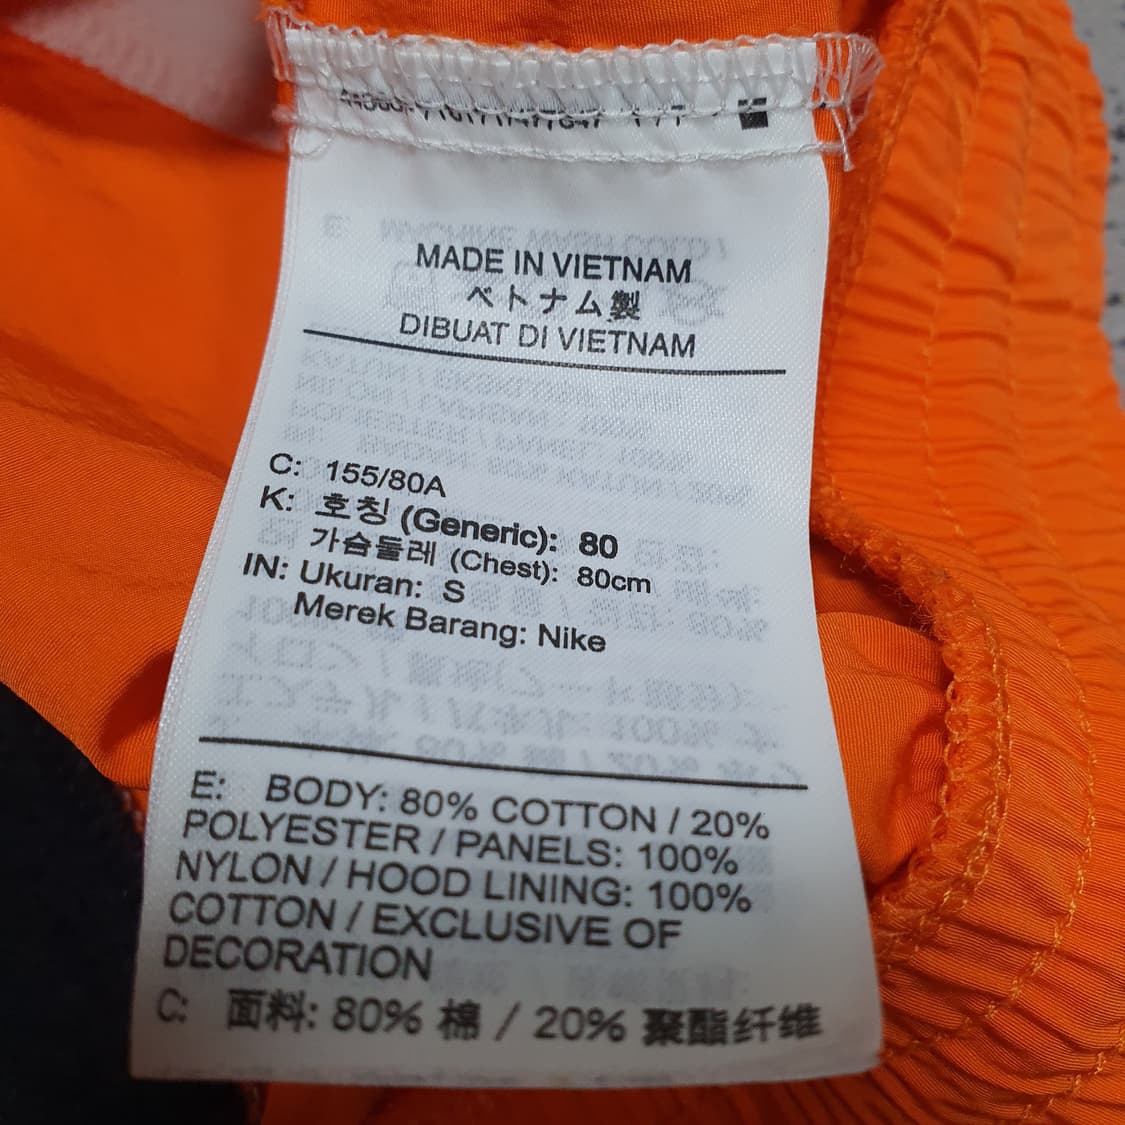 MADE IN VIETNAM
ベトナム製
DIBUAT DI VIETNAM
C: 155/80A
K: 호칭 (Generic): 80
가슴둘레 (Chest): 80cm
IN: Ukuran: S
Merek Barang: Nike
E: BODY: 80% COTTON / 20%
POLYESTER / PANELS: 100%
NYLON / HOOD LINING: 100%
COTTON / EXCLUSIVE OF
DECORATION
C: 面料: 80% 棉 / 20% 聚酯纤维